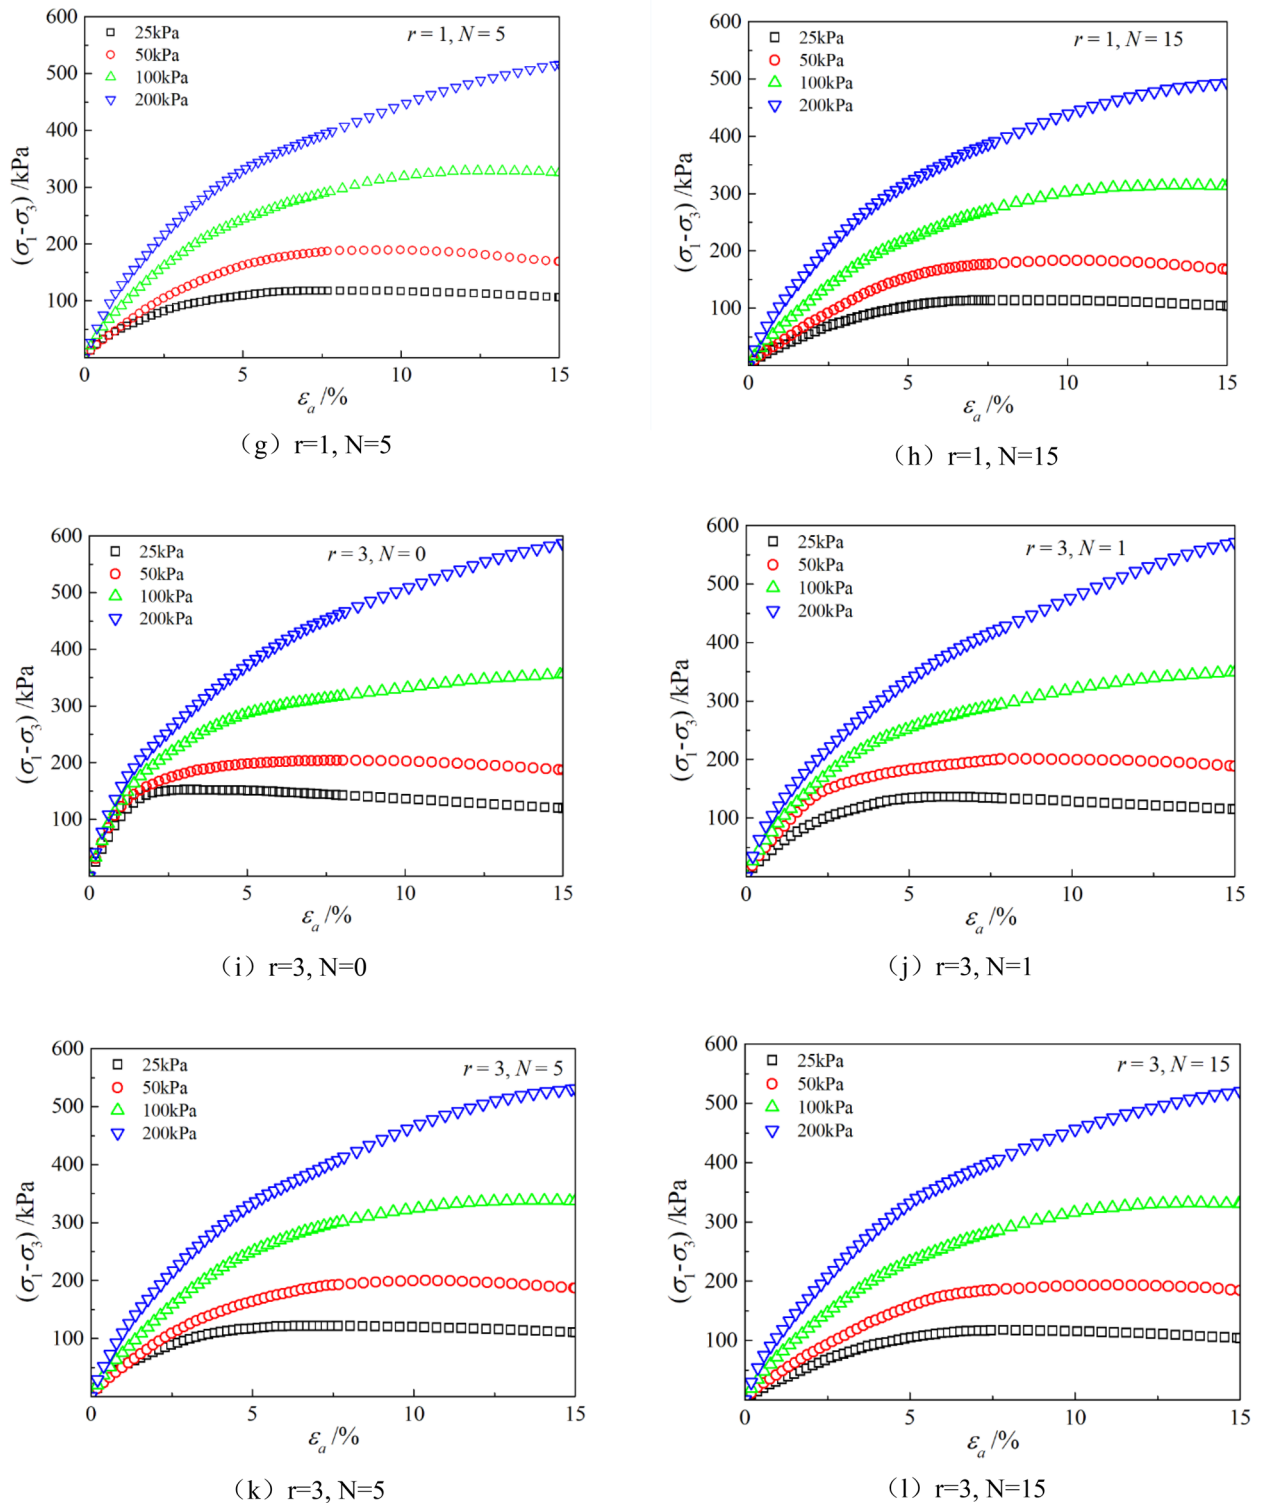 600
500
400
300
200
100
0
5
10
15
25kPa
50kPa
100kPa
200kPa
r = 1, N = 5
(σ1-σ3) /kPa
εa /%
（g）r=1, N=5
600
500
400
300
200
100
0
5
10
15
25kPa
50kPa
100kPa
200kPa
r = 1, N = 15
(σ1-σ3) /kPa
εa /%
（h）r=1, N=15
600
500
400
300
200
100
0
5
10
15
25kPa
50kPa
100kPa
200kPa
r = 3, N = 0
(σ1-σ3) /kPa
εa /%
（i）r=3, N=0
600
500
400
300
200
100
0
5
10
15
25kPa
50kPa
100kPa
200kPa
r = 3, N = 1
(σ1-σ3) /kPa
εa /%
（j）r=3, N=1
600
500
400
300
200
100
0
5
10
15
25kPa
50kPa
100kPa
200kPa
r = 3, N = 5
(σ1-σ3) /kPa
εa /%
（k）r=3, N=5
600
500
400
300
200
100
0
5
10
15
25kPa
50kPa
100kPa
200kPa
r = 3, N = 15
(σ1-σ3) /kPa
εa /%
（l）r=3, N=15